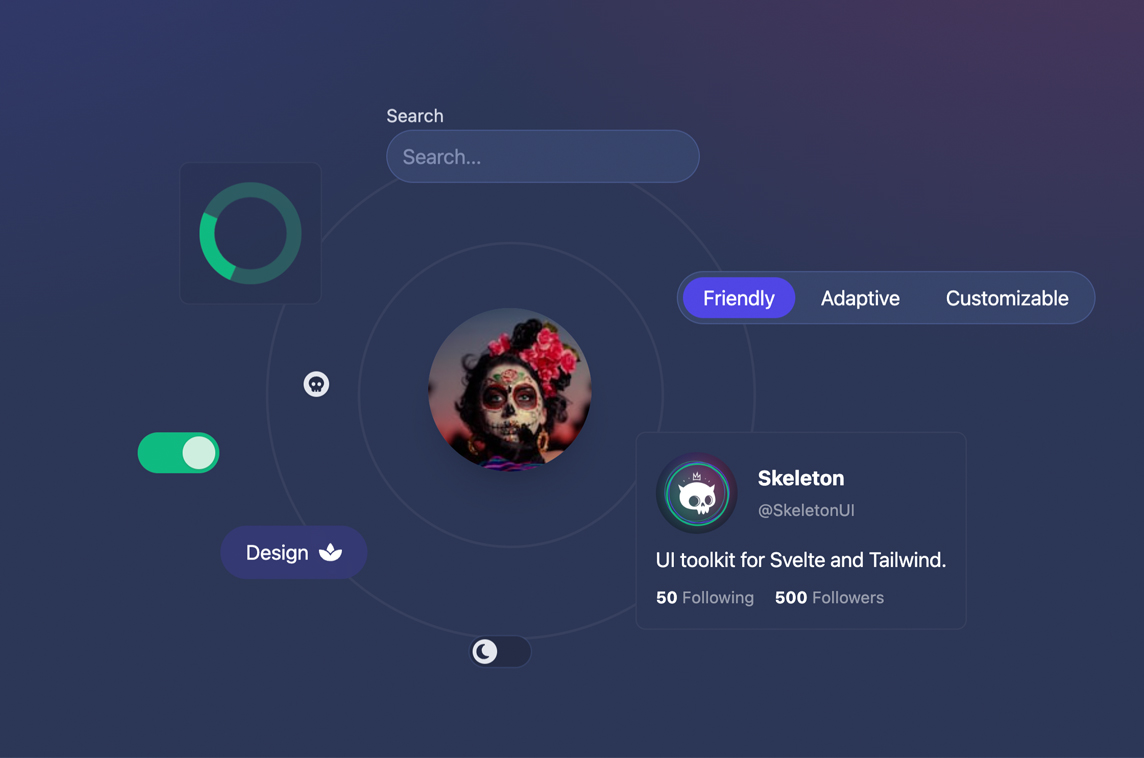 Search
Search...
Friendly Adaptive Customizable
Skeleton
@SkeletonUI
Design
UI toolkit for Svelte and Tailwind.
50 Following 500 Followers